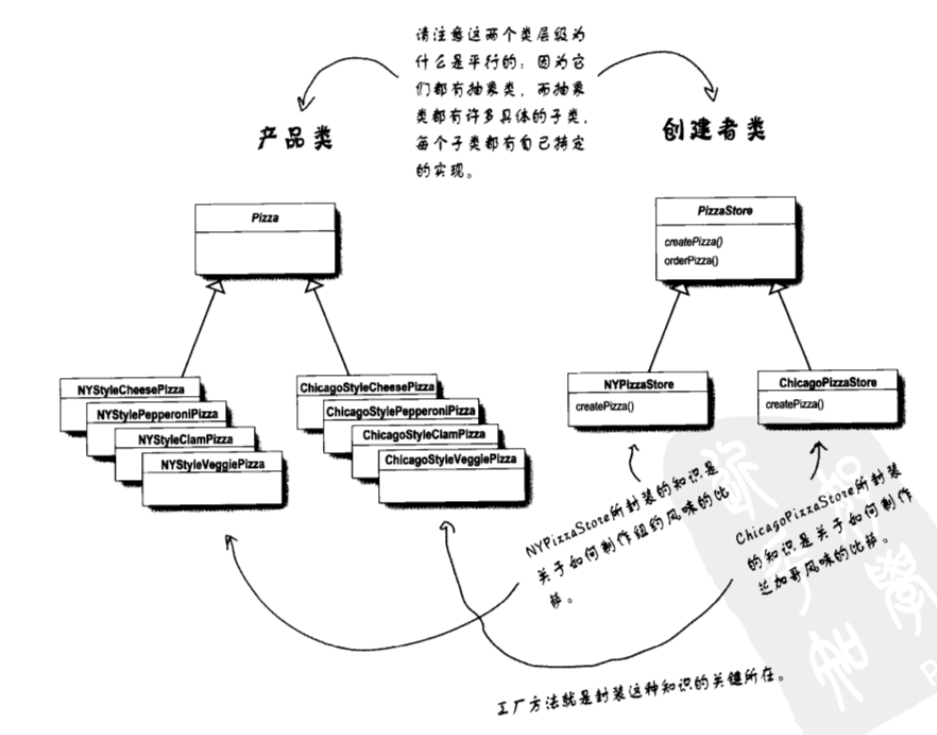 请注意这两个类层级为
什么是平行的：因为它
们都有抽象类，而抽象
类都有许多具体的子类，
每个子类都有自己特定
的实现。
产品类
创建者类
Pizza
PizzaStore
createPizza()
orderPizza()
NYStyleCheesePizza
NYStylePepperoniPizza
NYStyleClamPizza
NYStyleVeggiePizza
ChicagoStyleCheesePizza
ChicagoStylePepperoniPizza
ChicagoStyleClamPizza
ChicagoStyleVeggiePizza
NYPizzaStore
createPizza()
ChicagoPizzaStore
createPizza()
NYPizzaStore所封装的知识是
关于如何制作纽约风味的比
萨。
ChicagoPizzaStore所封装
的知识是关于如何制作
芝加哥风味的比萨。
工厂方法就是封装这种知识的关键所在。